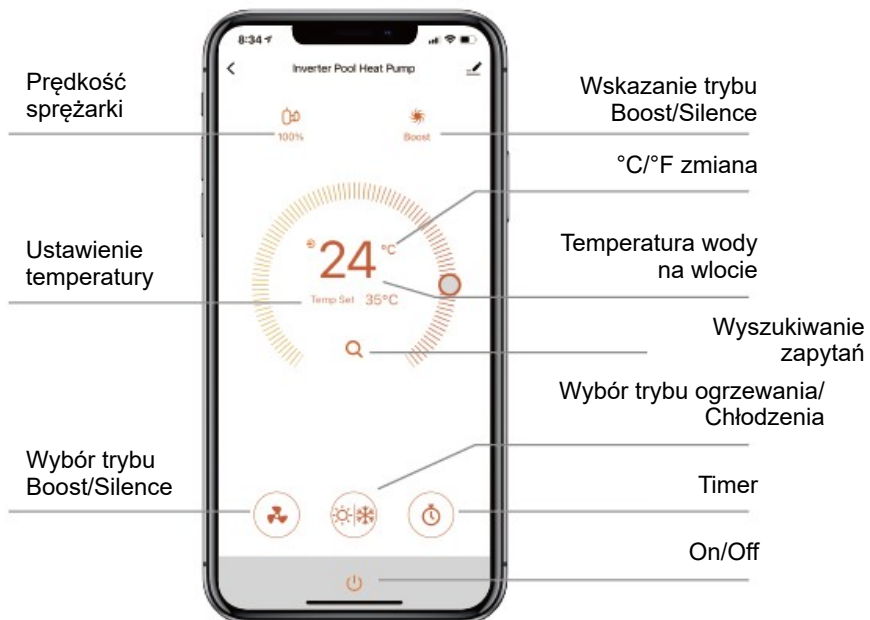 8:34
Inverter Pool Heat Pump
Prędkość
sprężarki
Wskazanie trybu
Boost/Silence
100%
Boost
°C/°F zmiana
24 °C
Ustawienie
temperatury
Temperatura wody
na wlocie
Temp Set 35°C
Wyszukiwanie
zapytań
Wybór trybu ogrzewania/
Chłodzenia
Wybór trybu
Boost/Silence
Timer
On/Off